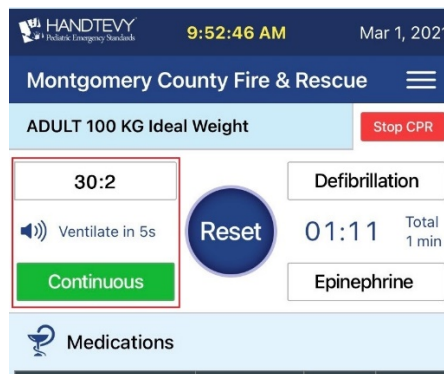 HANDTEVY
Pediatric Emergency Standards
9:52:46 AM
Mar 1, 2021
Montgomery County Fire & Rescue
ADULT 100 KG Ideal Weight
Stop CPR
30:2
Ventilate in 5s
Continuous
Reset
Defibrillation
01:11
Total
1 min
Epinephrine
Medications